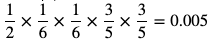 1/2 × 1/6 × 1/6 × 3/5 × 3/5 = 0.005